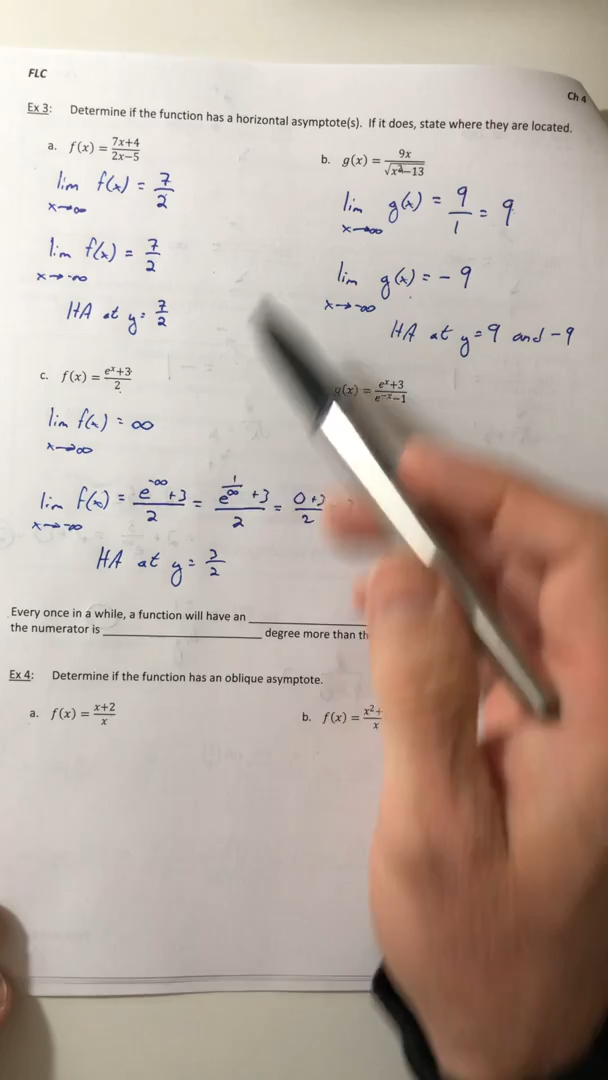 FLC
Ch 4
Ex 3: Determine if the function has a horizontal asymptote(s). If it does, state where they are located.
a. f(x) = (7x+4)/(2x−5)
lim x→∞ f(x) = 7/2
lim x→-∞ f(x) = 7/2
HA at y = 7/2
b. g(x) = 9x/√(x²−13)
lim x→∞ g(x) = 9/1 = 9
lim x→-∞ g(x) = -9
HA at y = 9 and -9
c. f(x) = (e^x+3)/2
lim x→∞ f(x) = ∞
lim x→-∞ f(x) = (e^-∞ +3)/2 = (1/e^∞ +3)/2 = (0+3)/2
HA at y = 3/2
g(x) = (e^x+3)/(e^−x−1)
Every once in a while, a function will have an
the numerator is ____ degree more than th
Ex 4: Determine if the function has an oblique asymptote.
a. f(x) = (x+2)/x
b. f(x) = (x²+)/x